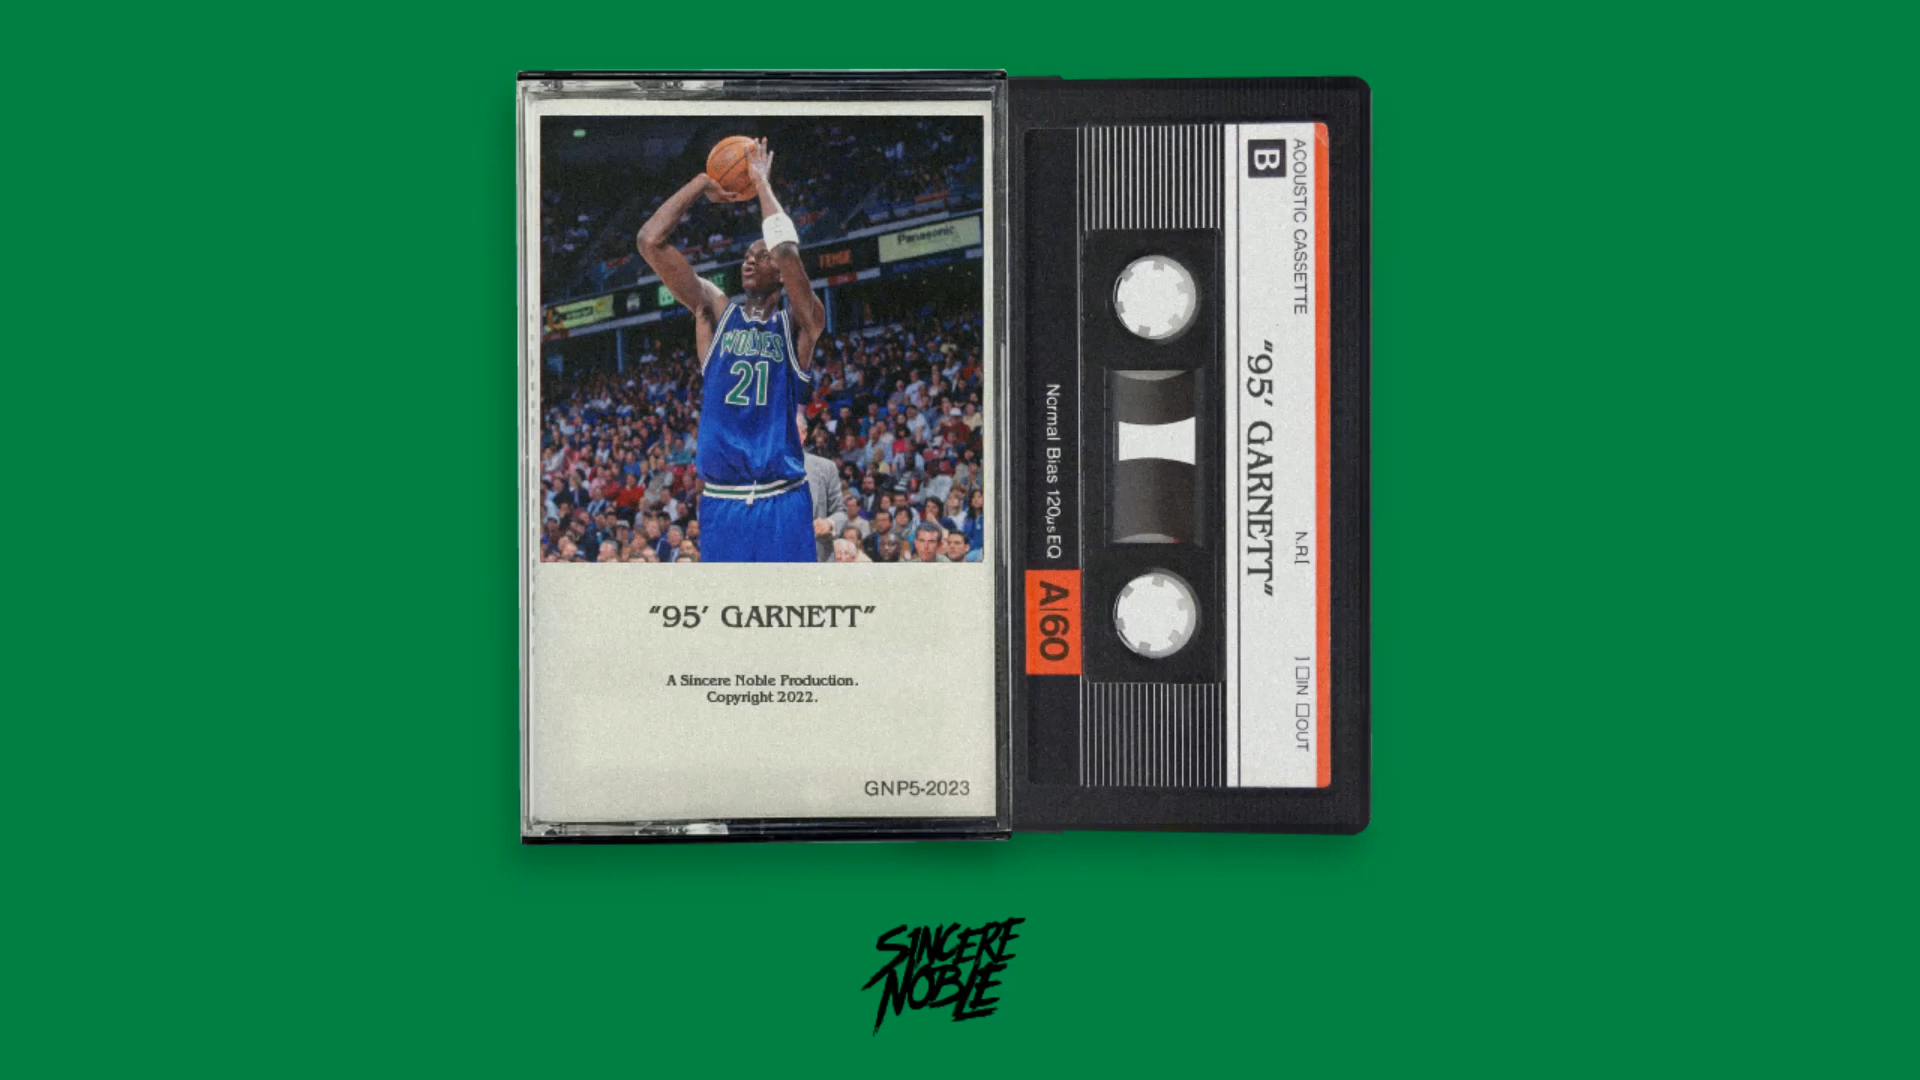 Panasonic
WOLVES
21
"95' GARNETT"
A Sincere Noble Production.
Copyright 2022.
GNP5-2023
B
ACOUSTIC CASSETTE
"95' GARNETT"
N.R.[
] □IN □OUT
Normal Bias 120μs EQ
A|60
SINCERE
NOBLE